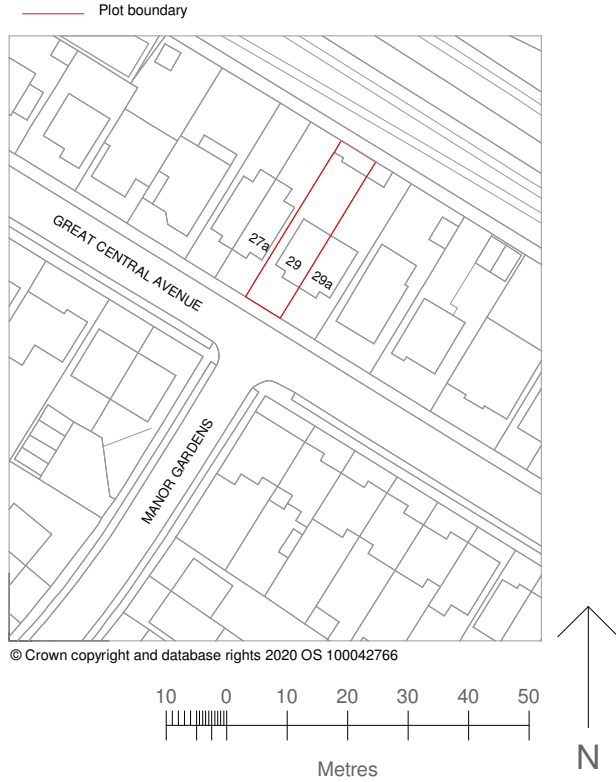 Plot boundary
GREAT CENTRAL AVENUE
27a
29
29a
MANOR GARDENS
© Crown copyright and database rights 2020 OS 100042766
10 0 10 20 30 40 50
Metres
N